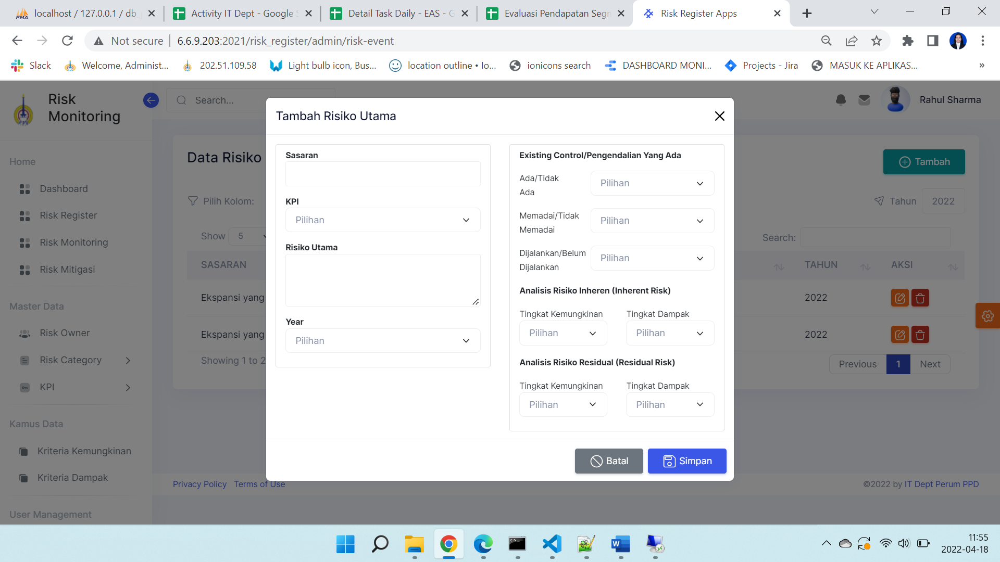 localhost / 127.0.0.1 / db_
Activity IT Dept - Google S
Detail Task Daily - EAS - G
Evaluasi Pendapatan Segm
Risk Register Apps
Not secure
6.6.9.203:2021/risk_register/admin/risk-event
Slack
Welcome, Administ...
202.51.109.58
Light bulb icon, Bus...
location outline • Io...
ionicons search
DASHBOARD MONI...
Projects - Jira
MASUK KE APLIKAS...
»
Risk
Monitoring
Search...
Rahul Sharma
Home
Dashboard
Risk Register
Risk Monitoring
Risk Mitigasi
Master Data
Risk Owner
Risk Category
KPI
Kamus Data
Kriteria Kemungkinan
Kriteria Dampak
User Management
Data Risiko
Tambah
Pilih Kolom:
Tahun
2022
Show
5
Search:
SASARAN
TAHUN
AKSI
Ekspansi yang
2022
Ekspansi yang
2022
Showing 1 to 2
Previous
1
Next
Tambah Risiko Utama
Sasaran
KPI
Pilihan
Risiko Utama
Year
Pilihan
Existing Control/Pengendalian Yang Ada
Ada/Tidak
Ada
Pilihan
Memadai/Tidak
Memadai
Pilihan
Dijalankan/Belum
Dijalankan
Pilihan
Analisis Risiko Inheren (Inherent Risk)
Tingkat Kemungkinan
Tingkat Dampak
Pilihan
Pilihan
Analisis Risiko Residual (Residual Risk)
Tingkat Kemungkinan
Tingkat Dampak
Pilihan
Pilihan
Batal
Simpan
Privacy Policy
Terms of Use
©2022 by IT Dept Perum PPD
11:55
2022-04-18